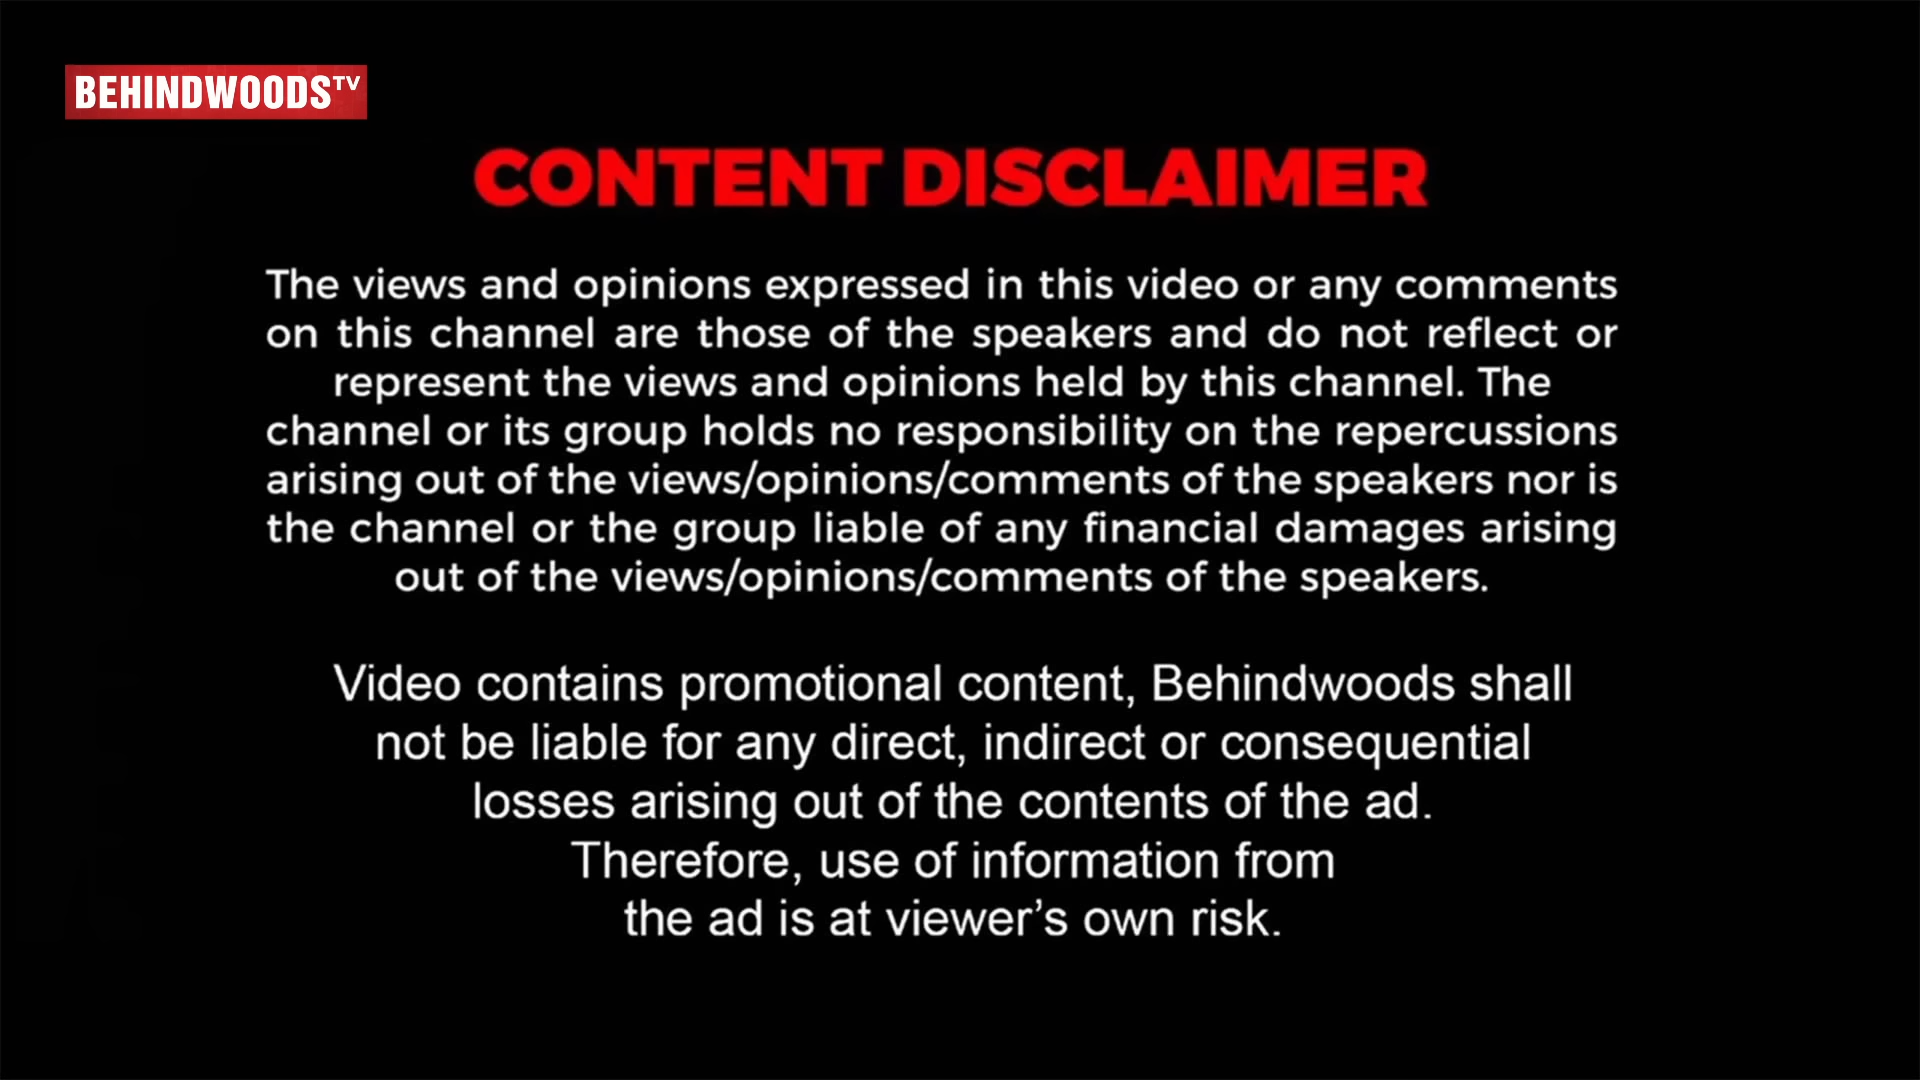 BEHINDWOODS TV
CONTENT DISCLAIMER
The views and opinions expressed in this video or any comments
on this channel are those of the speakers and do not reflect or
represent the views and opinions held by this channel. The
channel or its group holds no responsibility on the repercussions
arising out of the views/opinions/comments of the speakers nor is
the channel or the group liable of any financial damages arising
out of the views/opinions/comments of the speakers.
Video contains promotional content, Behindwoods shall
not be liable for any direct, indirect or consequential
losses arising out of the contents of the ad.
Therefore, use of information from
the ad is at viewer’s own risk.